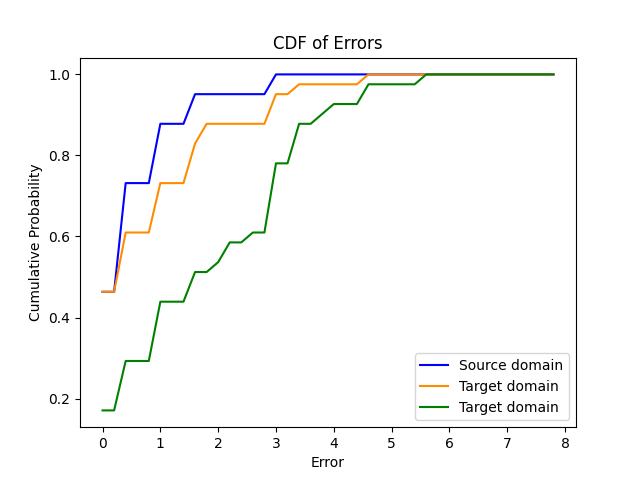 CDF of Errors
Cumulative Probability
1.0
0.8
0.6
0.4
0.2
0 1 2 3 4 5 6 7 8
Error
Source domain
Target domain
Target domain